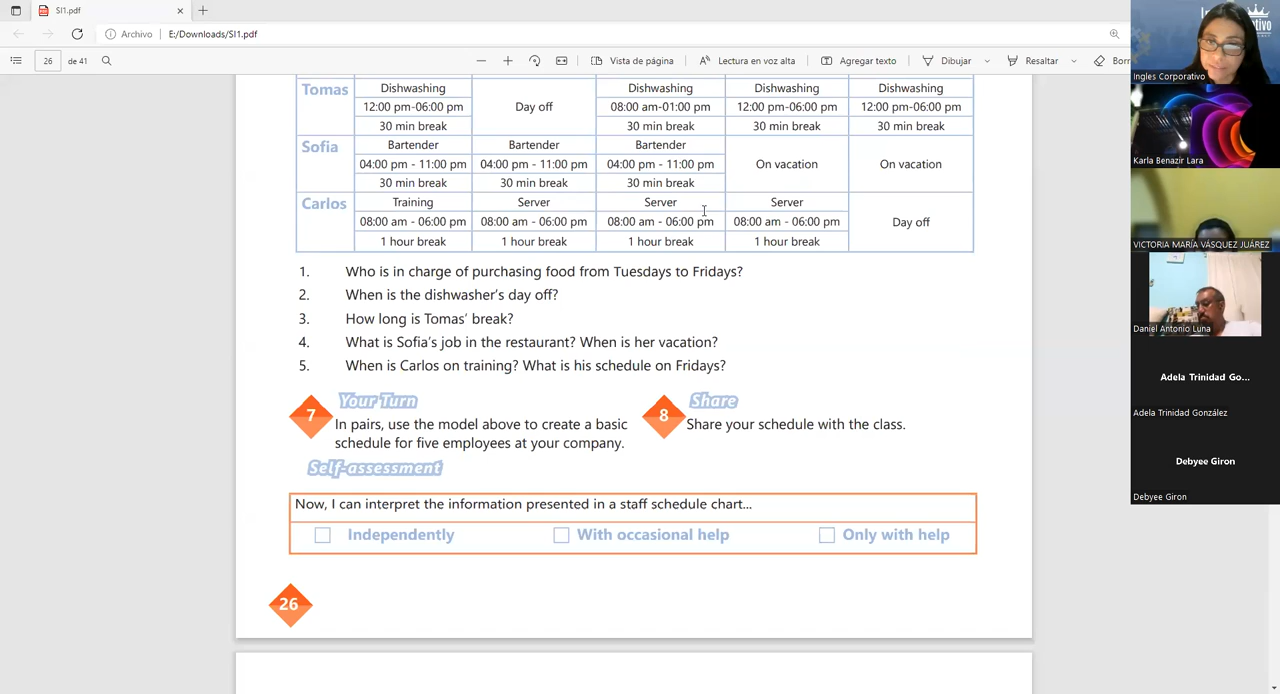 SI1.pdf
Archivo
E:/Downloads/SI1.pdf
26
de 41
Vista de página
Lectura en voz alta
Agregar texto
Dibujar
Resaltar
Tomas
Dishwashing
Dishwashing
Dishwashing
Dishwashing
12:00 pm-06:00 pm
Day off
08:00 am-01:00 pm
12:00 pm-06:00 pm
12:00 pm-06:00 pm
30 min break
30 min break
30 min break
30 min break
Sofia
Bartender
Bartender
Bartender
04:00 pm - 11:00 pm
04:00 pm - 11:00 pm
04:00 pm - 11:00 pm
On vacation
On vacation
30 min break
30 min break
30 min break
Carlos
Training
Server
Server
Server
08:00 am - 06:00 pm
08:00 am - 06:00 pm
08:00 am - 06:00 pm
08:00 am - 06:00 pm
Day off
1 hour break
1 hour break
1 hour break
1 hour break
1. Who is in charge of purchasing food from Tuesdays to Fridays?
2. When is the dishwasher's day off?
3. How long is Tomas' break?
4. What is Sofia's job in the restaurant? When is her vacation?
5. When is Carlos on training? What is his schedule on Fridays?
7
Your Turn
In pairs, use the model above to create a basic
schedule for five employees at your company.
8
Share
Share your schedule with the class.
Self-assessment
Now, I can interpret the information presented in a staff schedule chart...
Independently
With occasional help
Only with help
26
Ingles Corporativo
Karla Benazir Lara
VICTORIA MARÍA VÁSQUEZ JUÁREZ
Daniel Antonio Luna
Adela Trinidad Go...
Adela Trinidad González
Debyee Giron
Debyee Giron